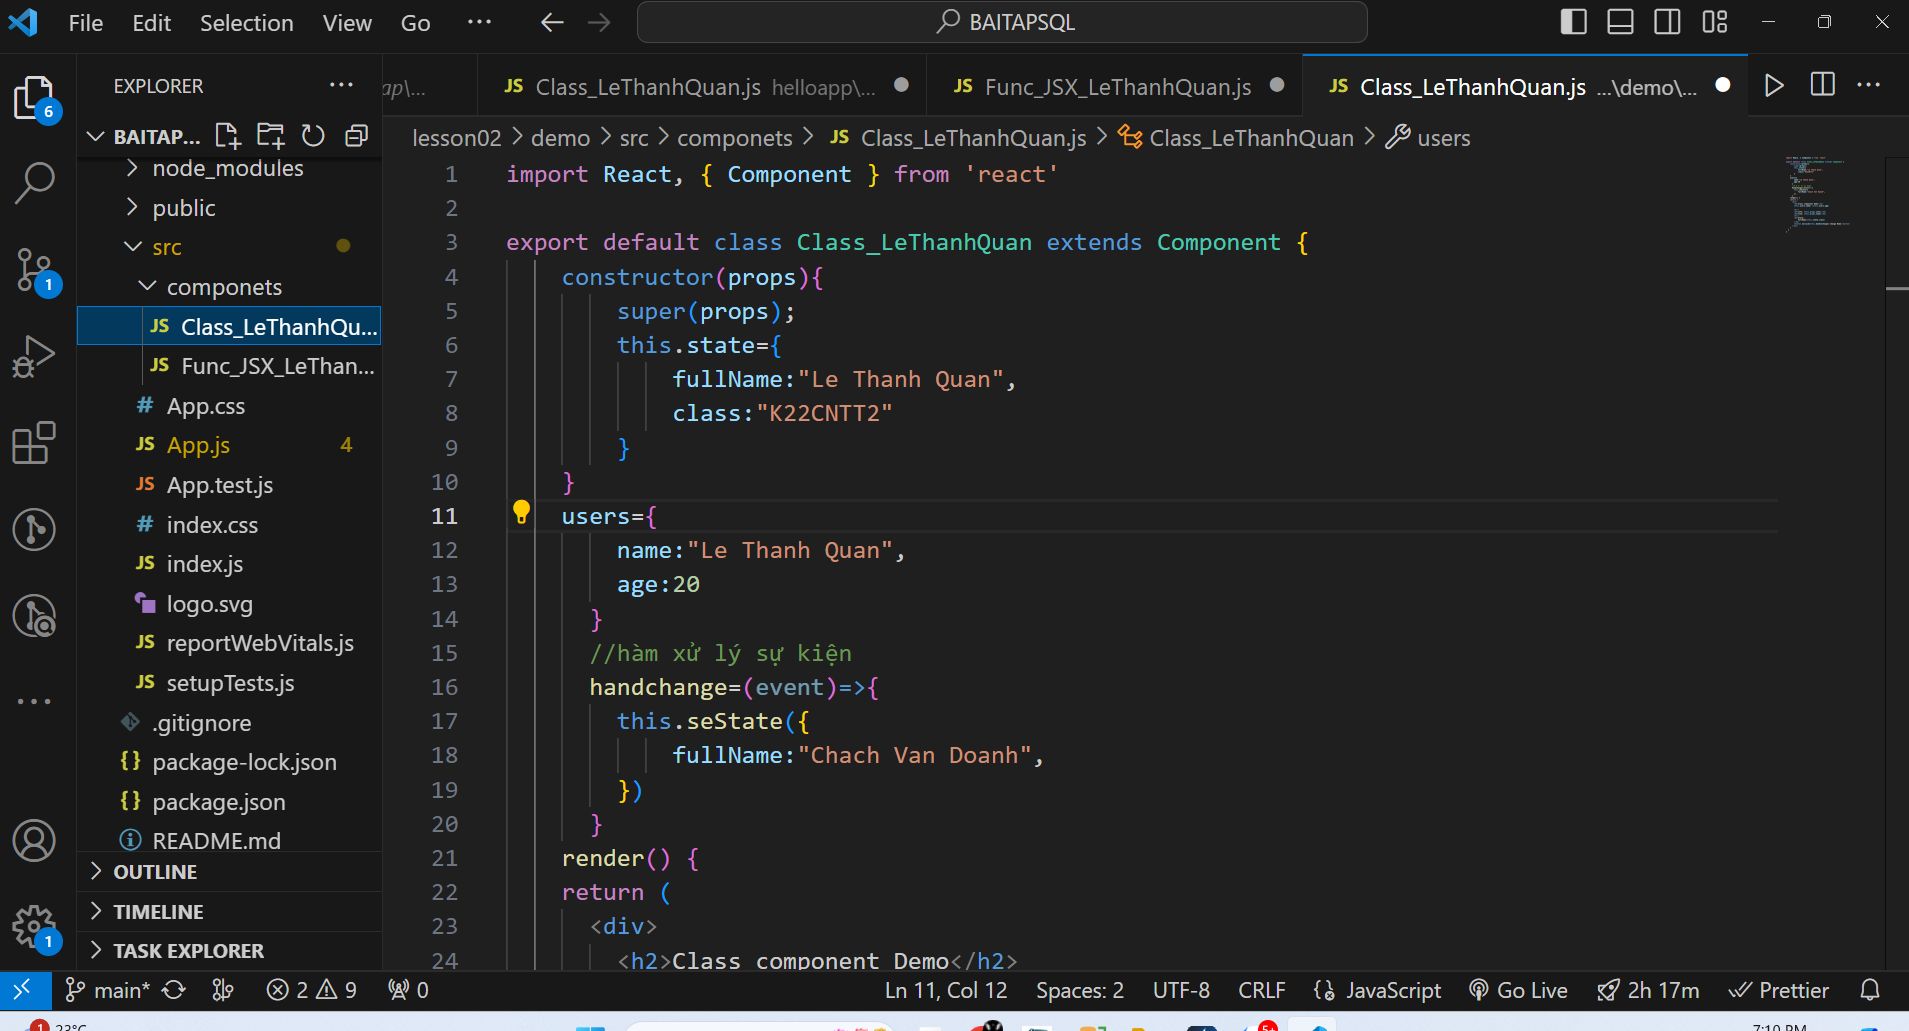 File Edit Selection View Go ··· BAITAPSQL
EXPLORER ···
ap\... JS Class_LeThanhQuan.js helloapp\... JS Func_JSX_LeThanhQuan.js JS Class_LeThanhQuan.js ...\demo\...
6
BAITAP...
node_modules
public
src
componets
JS Class_LeThanhQu...
JS Func_JSX_LeThan...
# App.css
JS App.js 4
JS App.test.js
# index.css
JS index.js
logo.svg
JS reportWebVitals.js
JS setupTests.js
.gitignore
{} package-lock.json
{} package.json
README.md
OUTLINE
TIMELINE
TASK EXPLORER
1
1
lesson02 > demo > src > componets > JS Class_LeThanhQuan.js > Class_LeThanhQuan > users
1 import React, { Component } from 'react'
2
3 export default class Class_LeThanhQuan extends Component {
4 constructor(props){
5 super(props);
6 this.state={
7 fullName:"Le Thanh Quan",
8 class:"K22CNTT2"
9 }
10 }
11 users={
12 name:"Le Thanh Quan",
13 age:20
14 }
15 //hàm xử lý sự kiện
16 handchange=(event)=>{
17 this.seState({
18 fullName:"Chach Van Doanh",
19 })
20 }
21 render() {
22 return (
23 <div>
24 <h2>Class component Demo</h2>
main* 2 9 0 Ln 11, Col 12 Spaces: 2 UTF-8 CRLF JavaScript Go Live 2h 17m Prettier
1 23°C 5+ 7:10 PM